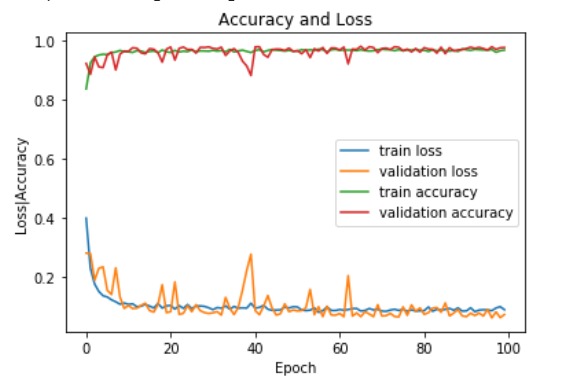 Accuracy and Loss
1.0
0.8
0.6
0.4
0.2
Loss|Accuracy
train loss
validation loss
train accuracy
validation accuracy
0
20
40
60
80
100
Epoch